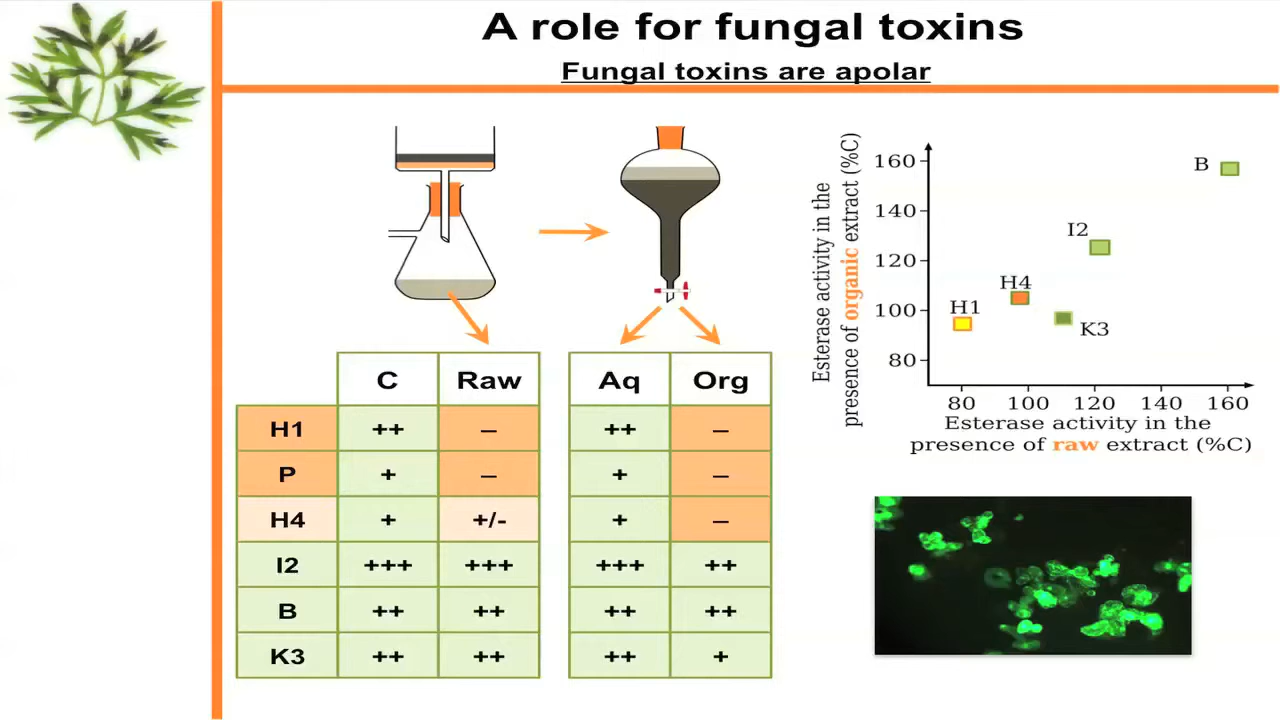 A role for fungal toxins
Fungal toxins are apolar
C Raw Aq Org
H1 ++ – ++ –
P + – + –
H4 + +/- + –
I2 +++ +++ +++ ++
B ++ ++ ++ ++
K3 ++ ++ ++ +
Esterase activity in the
presence of organic extract (%C)
160
140
120
100
80
B
I2
H4
H1
K3
80 100 120 140 160
Esterase activity in the
presence of raw extract (%C)